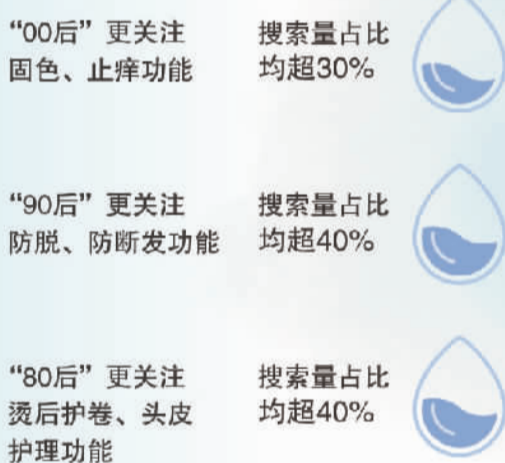 “00后”更关注
固色、止痒功能
搜索量占比
均超30%
“90后”更关注
防脱、防断发功能
搜索量占比
均超40%
“80后”更关注
烫后护卷、头皮
护理功能
搜索量占比
均超40%